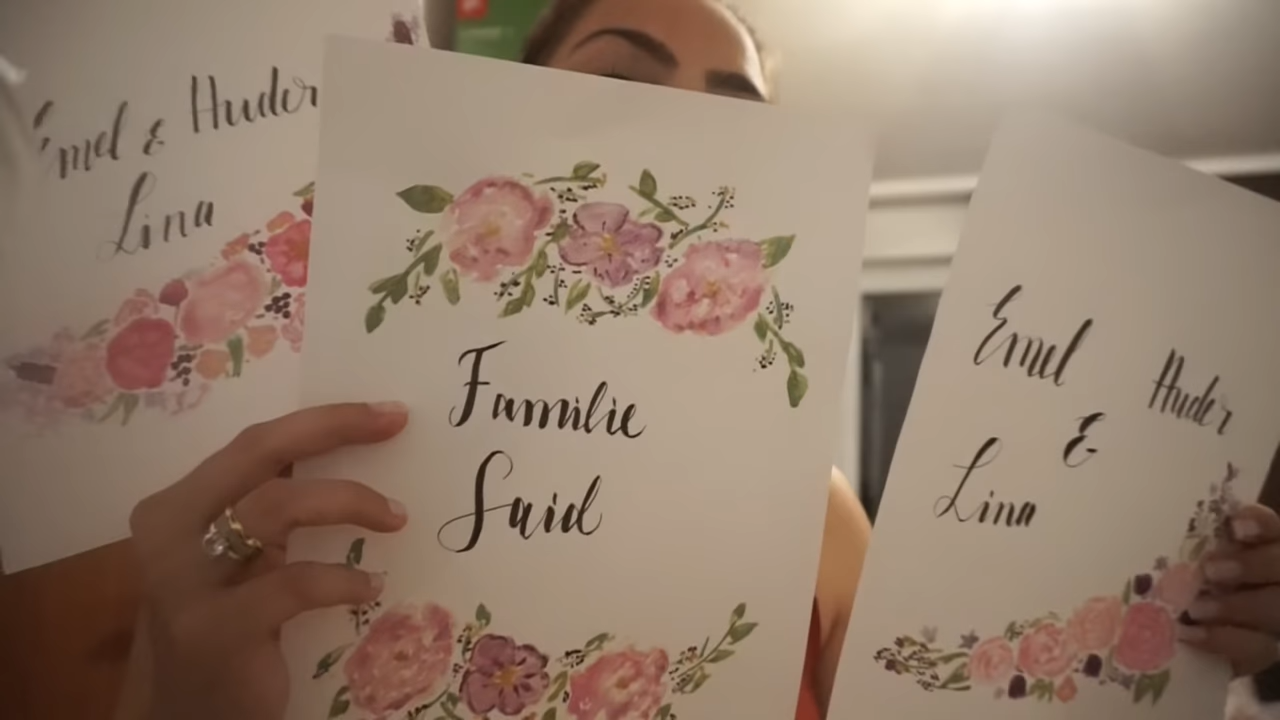 Emel & Huder
Lina
Familie
Said
Emel Huder
&
Lina